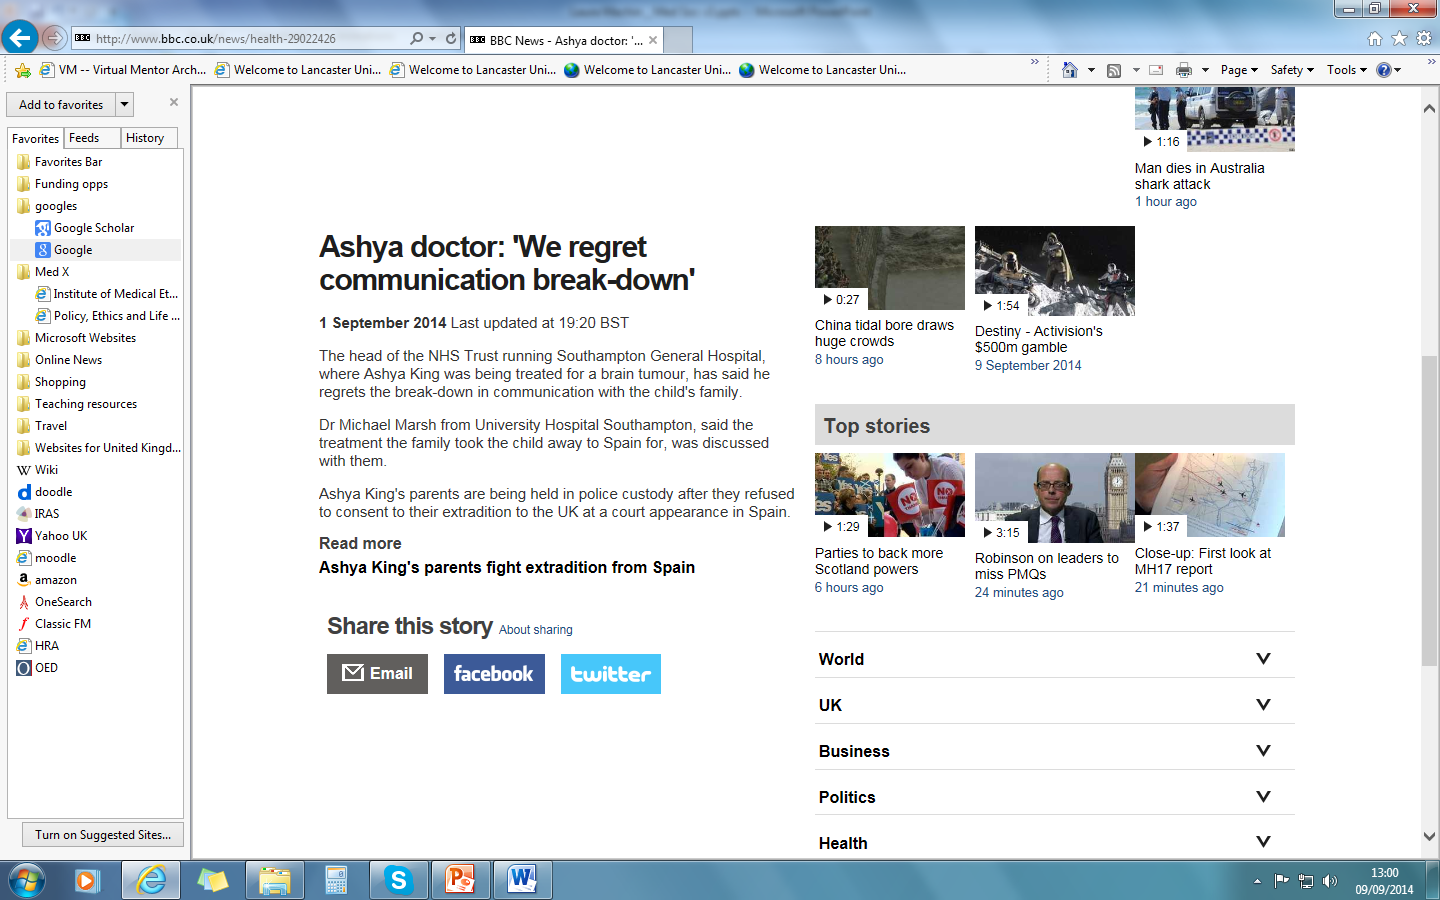 http://www.bbc.co.uk/news/health-29022426
BBC News - Ashya doctor: '...
VM -- Virtual Mentor Arch...
Welcome to Lancaster Uni...
Welcome to Lancaster Uni...
Welcome to Lancaster Uni...
Welcome to Lancaster Uni...
Page
Safety
Tools
Add to favorites
Favorites
Feeds
History
Favorites Bar
Funding opps
googles
Google Scholar
Google
Med X
Institute of Medical Et...
Policy, Ethics and Life ...
Microsoft Websites
Online News
Shopping
Teaching resources
Travel
Websites for United Kingd...
Wiki
doodle
IRAS
Yahoo UK
moodle
amazon
OneSearch
Classic FM
HRA
OED
Turn on Suggested Sites...
Ashya doctor: 'We regret
communication break-down'
1 September 2014 Last updated at 19:20 BST
The head of the NHS Trust running Southampton General Hospital,
where Ashya King was being treated for a brain tumour, has said he
regrets the break-down in communication with the child's family.
Dr Michael Marsh from University Hospital Southampton, said the
treatment the family took the child away to Spain for, was discussed
with them.
Ashya King's parents are being held in police custody after they refused
to consent to their extradition to the UK at a court appearance in Spain.
Read more
Ashya King's parents fight extradition from Spain
Share this story About sharing
Email
facebook
twitter
1:16
Man dies in Australia
shark attack
1 hour ago
0:27
China tidal bore draws
huge crowds
8 hours ago
1:54
Destiny - Activision's
$500m gamble
9 September 2014
Top stories
Yes
NO
1:29
Parties to back more
Scotland powers
6 hours ago
3:15
Robinson on leaders to
miss PMQs
24 minutes ago
1:37
Close-up: First look at
MH17 report
21 minutes ago
World
UK
Business
Politics
Health
13:00
09/09/2014